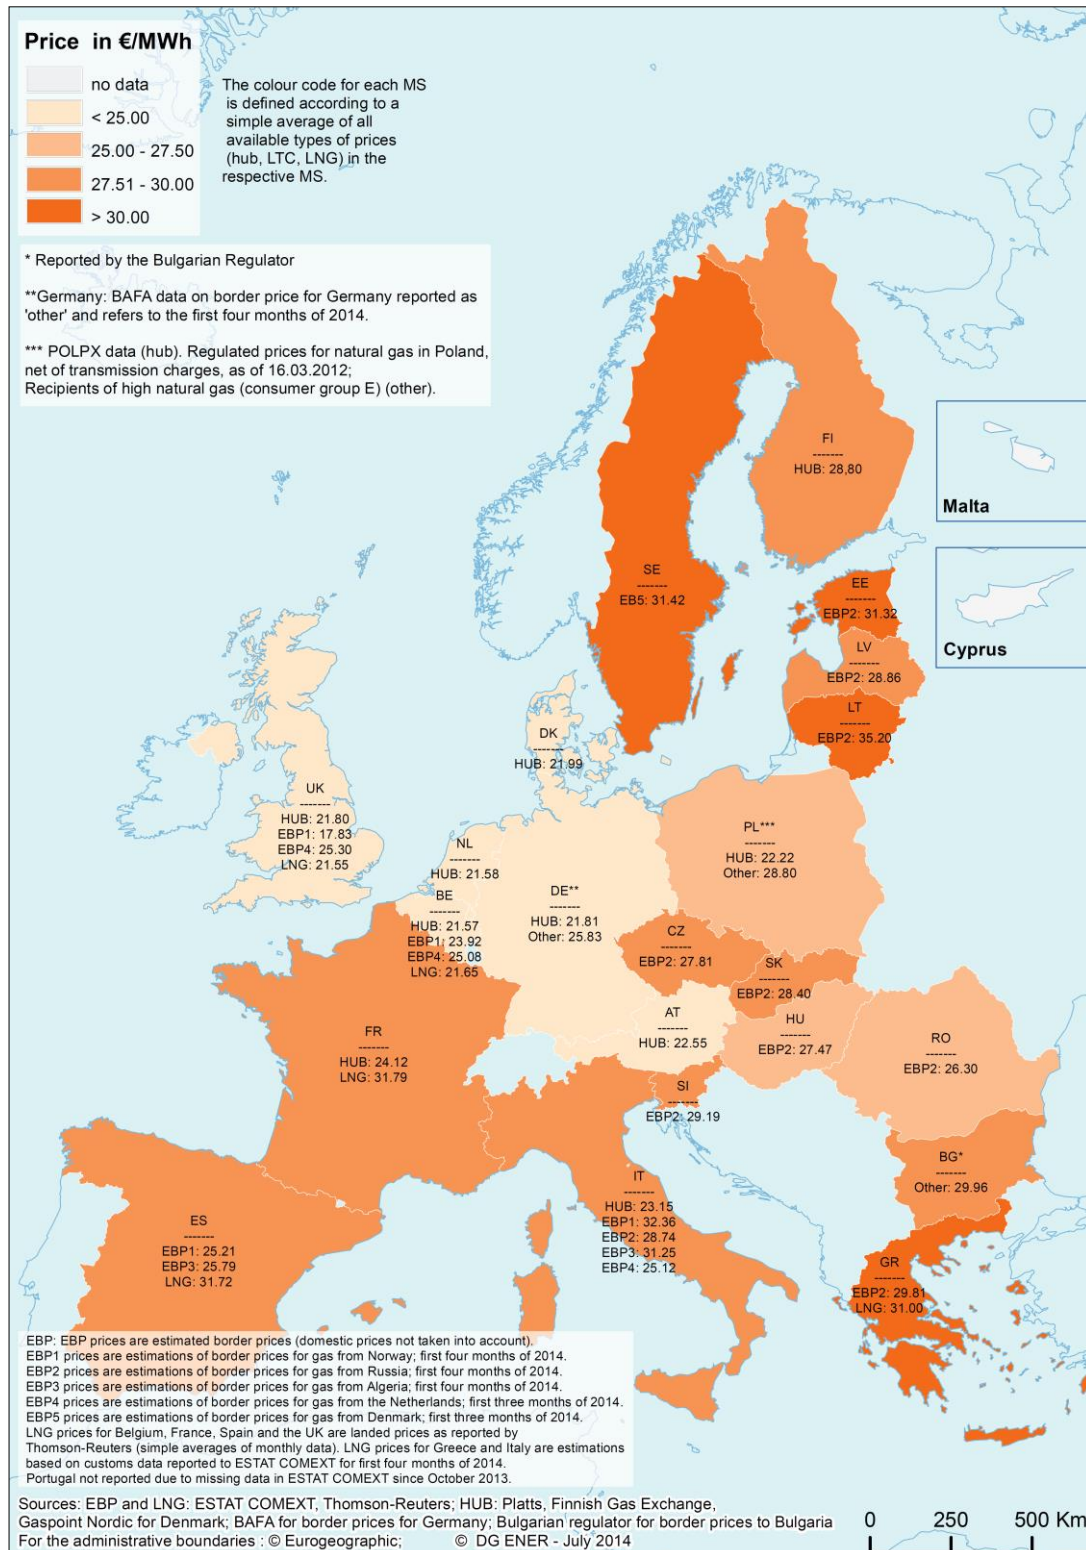 Price in €/MWh
no data
< 25.00
25.00 - 27.50
27.51 - 30.00
> 30.00
The colour code for each MS
is defined according to a
simple average of all
available types of prices
(hub, LTC, LNG) in the
respective MS.
* Reported by the Bulgarian Regulator
**Germany: BAFA data on border price for Germany reported as
'other' and refers to the first four months of 2014.
*** POLPX data (hub). Regulated prices for natural gas in Poland,
net of transmission charges, as of 16.03.2012;
Recipients of high natural gas (consumer group E) (other).
FI
-------
HUB: 28,80
Malta
Cyprus
SE
-------
EB5: 31.42
EE
-------
EBP2: 31.32
LV
-------
EBP2: 28.86
LT
-------
EBP2: 35.20
DK
-------
HUB: 21.99
UK
-------
HUB: 21.80
EBP1: 17.83
EBP4: 25.30
LNG: 21.55
NL
-------
HUB: 21.58
BE
-------
HUB: 21.57
EBP1: 23.92
EBP4: 25.08
LNG: 21.65
DE**
-------
HUB: 21.81
Other: 25.83
PL***
-------
HUB: 22.22
Other: 28.80
CZ
-------
EBP2: 27.81
SK
-------
EBP2: 28.40
AT
-------
HUB: 22.55
HU
-------
EBP2: 27.47
RO
-------
EBP2: 26.30
FR
-------
HUB: 24.12
LNG: 31.79
SI
-------
EBP2: 29.19
BG*
-------
Other: 29.96
IT
-------
HUB: 23.15
EBP1: 32.36
EBP2: 28.74
EBP3: 31.25
EBP4: 25.12
ES
-------
EBP1: 25.21
EBP3: 25.79
LNG: 31.72
GR
-------
EBP2: 29.81
LNG: 31.00
EBP: EBP prices are estimated border prices (domestic prices not taken into account).
EBP1 prices are estimations of border prices for gas from Norway; first four months of 2014.
EBP2 prices are estimations of border prices for gas from Russia; first four months of 2014.
EBP3 prices are estimations of border prices for gas from Algeria; first four months of 2014.
EBP4 prices are estimations of border prices for gas from the Netherlands; first three months of 2014.
EBP5 prices are estimations of border prices for gas from Denmark; first three months of 2014.
LNG prices for Belgium, France, Spain and the UK are landed prices as reported by
Thomson-Reuters (simple averages of monthly data). LNG prices for Greece and Italy are estimations
based on customs data reported to ESTAT COMEXT for first four months of 2014.
Portugal not reported due to missing data in ESTAT COMEXT since October 2013.
Sources: EBP and LNG: ESTAT COMEXT, Thomson-Reuters; HUB: Platts, Finnish Gas Exchange,
Gaspoint Nordic for Denmark; BAFA for border prices for Germany; Bulgarian regulator for border prices to Bulgaria
For the administrative boundaries : © Eurogeographic; © DG ENER - July 2014
0 250 500 Km